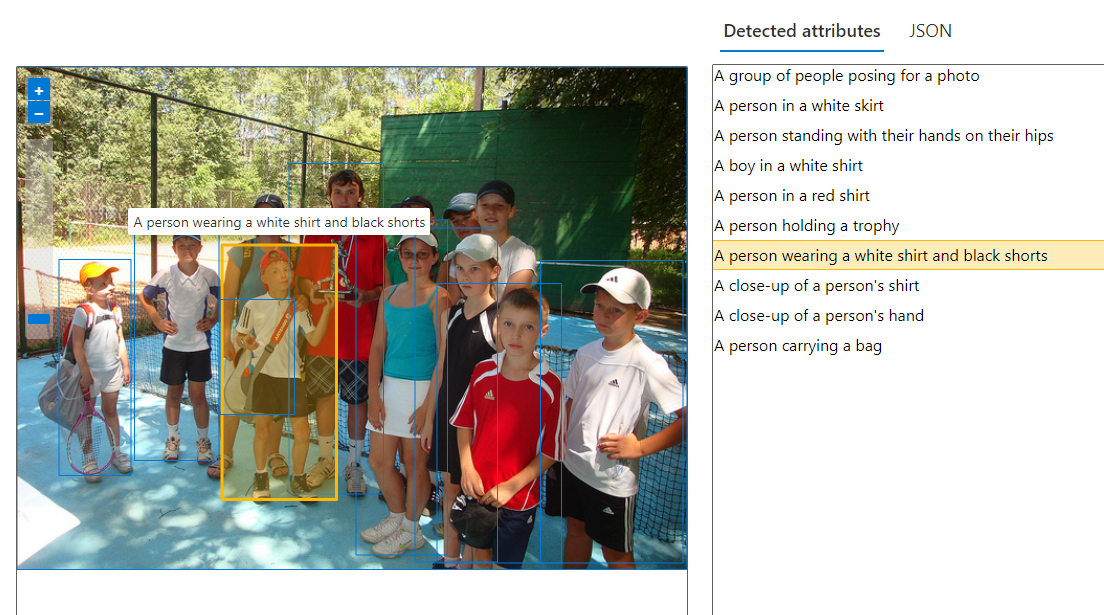 Detected attributes JSON
+
−
A person wearing a white shirt and black shorts
A group of people posing for a photo
A person in a white skirt
A person standing with their hands on their hips
A boy in a white shirt
A person in a red shirt
A person holding a trophy
A person wearing a white shirt and black shorts
A close-up of a person's shirt
A close-up of a person's hand
A person carrying a bag